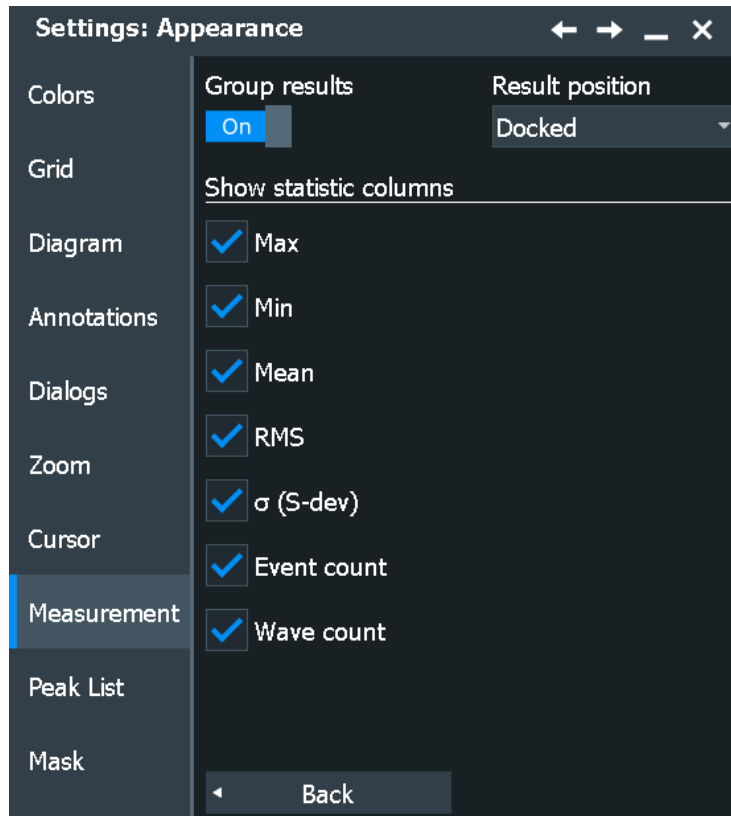 Settings: Appearance
Colors
Grid
Diagram
Annotations
Dialogs
Zoom
Cursor
Measurement
Peak List
Mask
Group results
On
Result position
Docked
Show statistic columns
Max
Min
Mean
RMS
σ (S-dev)
Event count
Wave count
Back